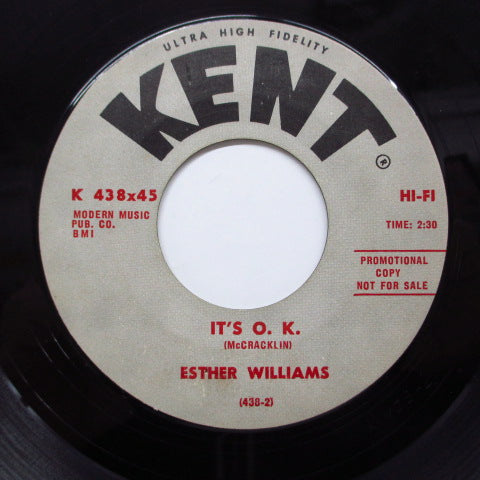 ULTRA HIGH FIDELITY
KENT
®
K 438x45
MODERN MUSIC
PUB. CO.
BMI
HI-FI
TIME: 2:30
PROMOTIONAL
COPY
NOT FOR SALE
IT'S O. K.
(McCRACKLIN)
ESTHER WILLIAMS
(438-2)